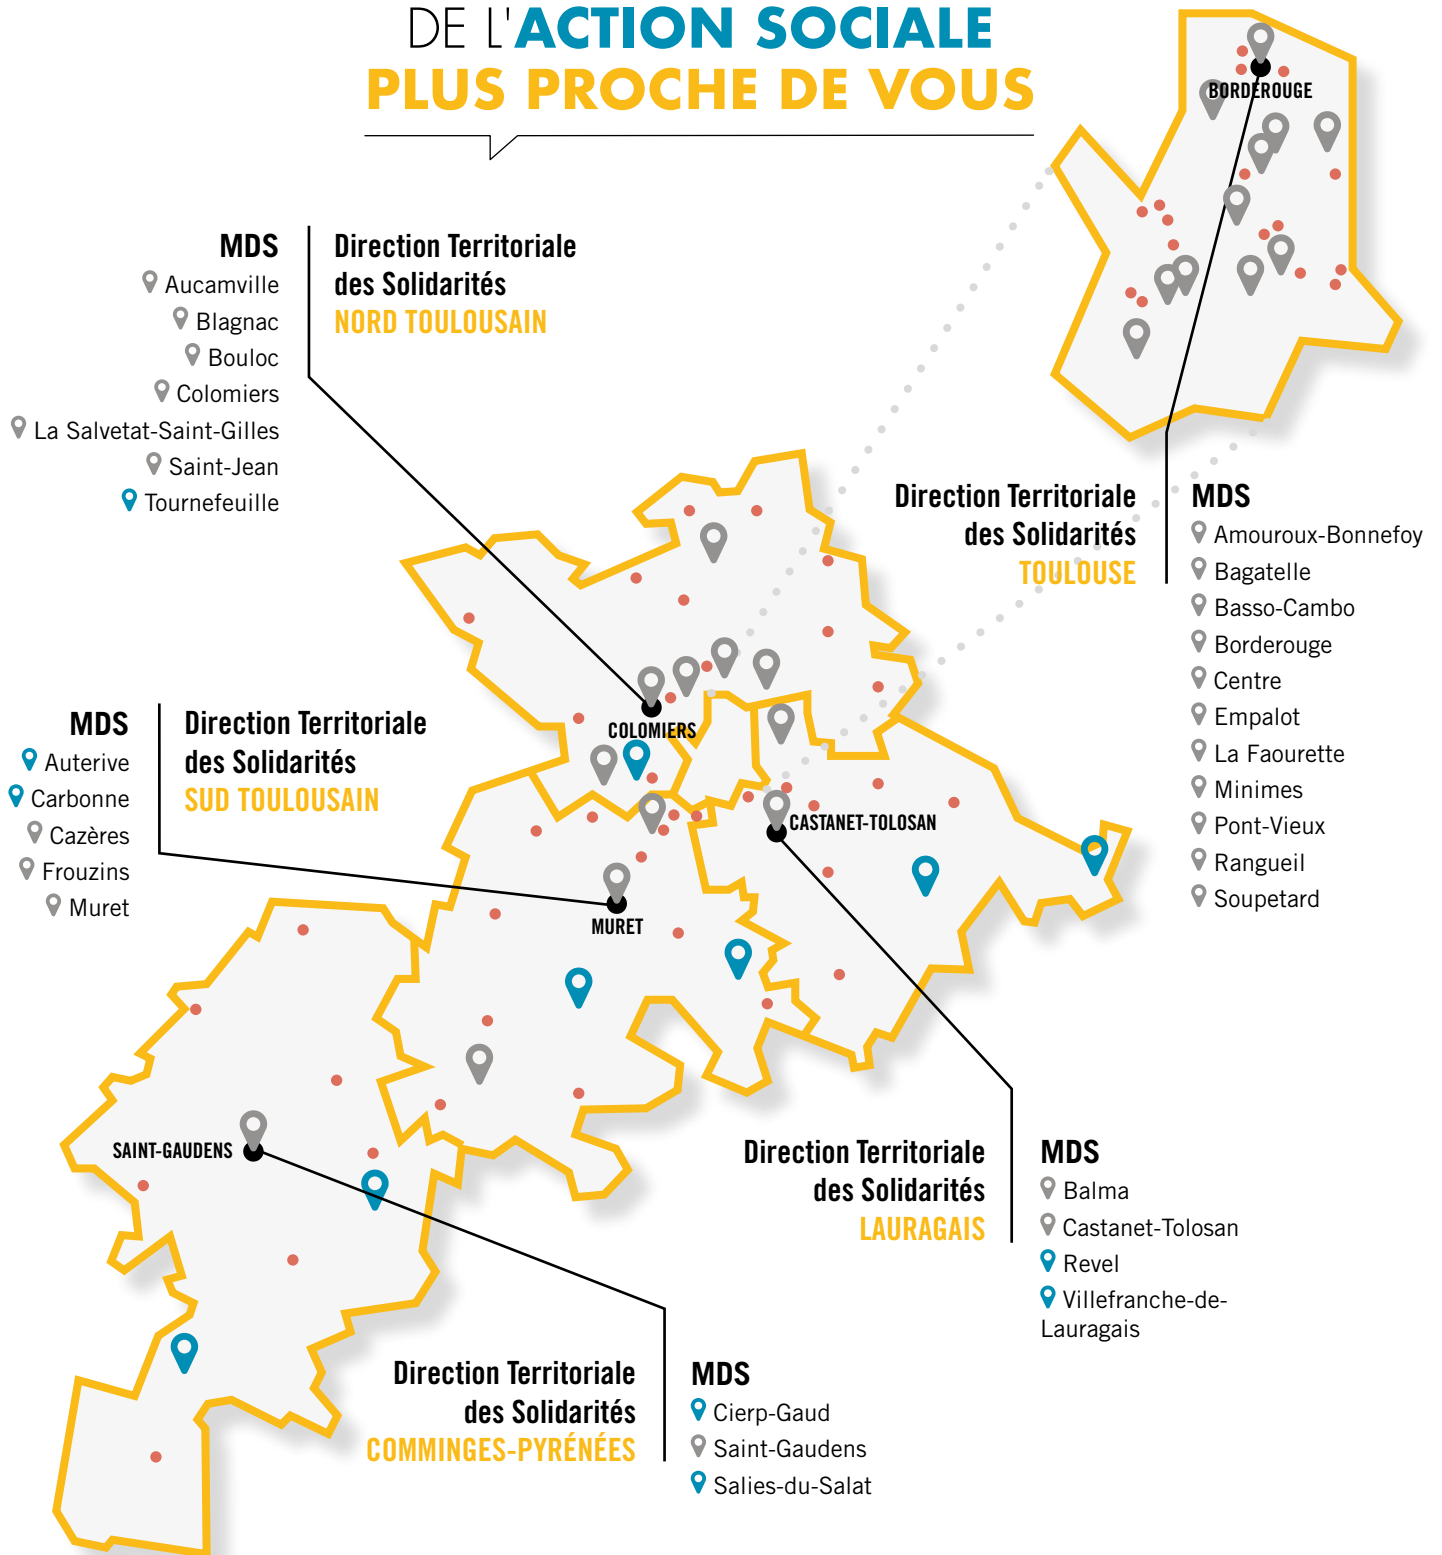 DE L'ACTION SOCIALE
PLUS PROCHE DE VOUS
BORDEROUGE
MDS
Aucamville
Blagnac
Bouloc
Colomiers
La Salvetat-Saint-Gilles
Saint-Jean
Tournefeuille
Direction Territoriale
des Solidarités
NORD TOULOUSAIN
Direction Territoriale
des Solidarités
TOULOUSE
MDS
Amouroux-Bonnefoy
Bagatelle
Basso-Cambo
Borderouge
Centre
Empalot
La Faourette
Minimes
Pont-Vieux
Rangueil
Soupetard
MDS
Auterive
Carbonne
Cazères
Frouzins
Muret
Direction Territoriale
des Solidarités
SUD TOULOUSAIN
COLOMIERS
CASTANET-TOLOSAN
MURET
SAINT-GAUDENS
Direction Territoriale
des Solidarités
LAURAGAIS
MDS
Balma
Castanet-Tolosan
Revel
Villefranche-de-
Lauragais
Direction Territoriale
des Solidarités
COMMINGES-PYRÉNÉES
MDS
Cierp-Gaud
Saint-Gaudens
Salies-du-Salat